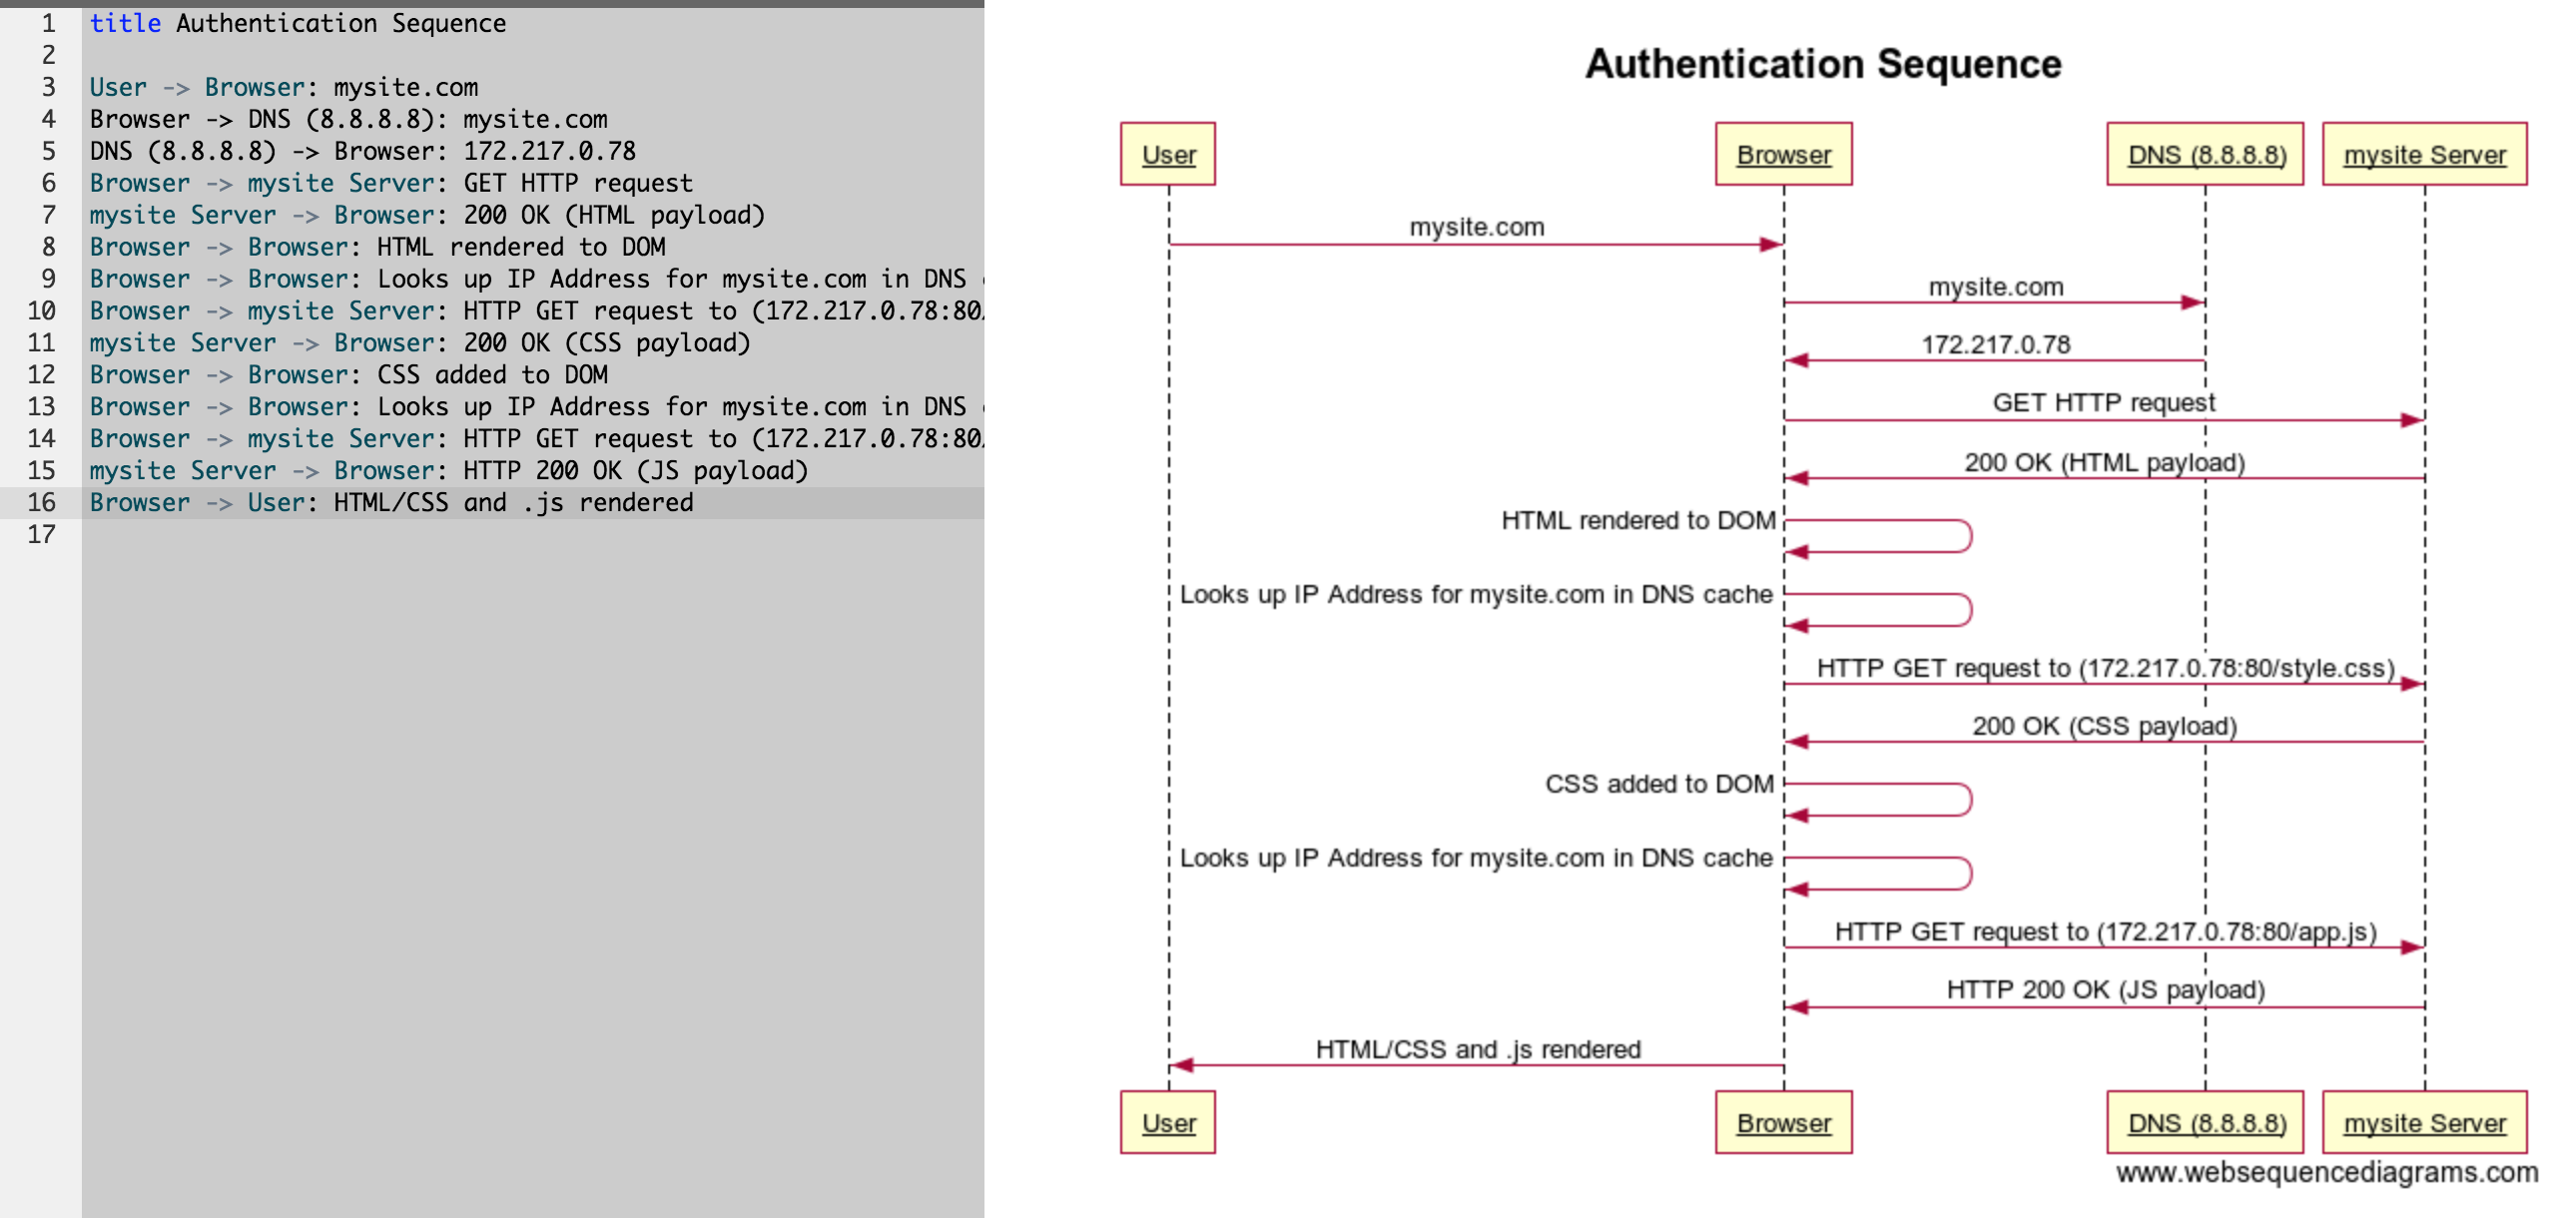 1 title Authentication Sequence
2
3 User -> Browser: mysite.com
4 Browser -> DNS (8.8.8.8): mysite.com
5 DNS (8.8.8.8) -> Browser: 172.217.0.78
6 Browser -> mysite Server: GET HTTP request
7 mysite Server -> Browser: 200 OK (HTML payload)
8 Browser -> Browser: HTML rendered to DOM
9 Browser -> Browser: Looks up IP Address for mysite.com in DNS
10 Browser -> mysite Server: HTTP GET request to (172.217.0.78:80
11 mysite Server -> Browser: 200 OK (CSS payload)
12 Browser -> Browser: CSS added to DOM
13 Browser -> Browser: Looks up IP Address for mysite.com in DNS
14 Browser -> mysite Server: HTTP GET request to (172.217.0.78:80
15 mysite Server -> Browser: HTTP 200 OK (JS payload)
16 Browser -> User: HTML/CSS and .js rendered
17
Authentication Sequence
User Browser DNS (8.8.8.8) mysite Server
mysite.com
mysite.com
172.217.0.78
GET HTTP request
200 OK (HTML payload)
HTML rendered to DOM
Looks up IP Address for mysite.com in DNS cache
HTTP GET request to (172.217.0.78:80/style.css)
200 OK (CSS payload)
CSS added to DOM
Looks up IP Address for mysite.com in DNS cache
HTTP GET request to (172.217.0.78:80/app.js)
HTTP 200 OK (JS payload)
HTML/CSS and .js rendered
User Browser DNS (8.8.8.8) mysite Server
www.websequencediagrams.com